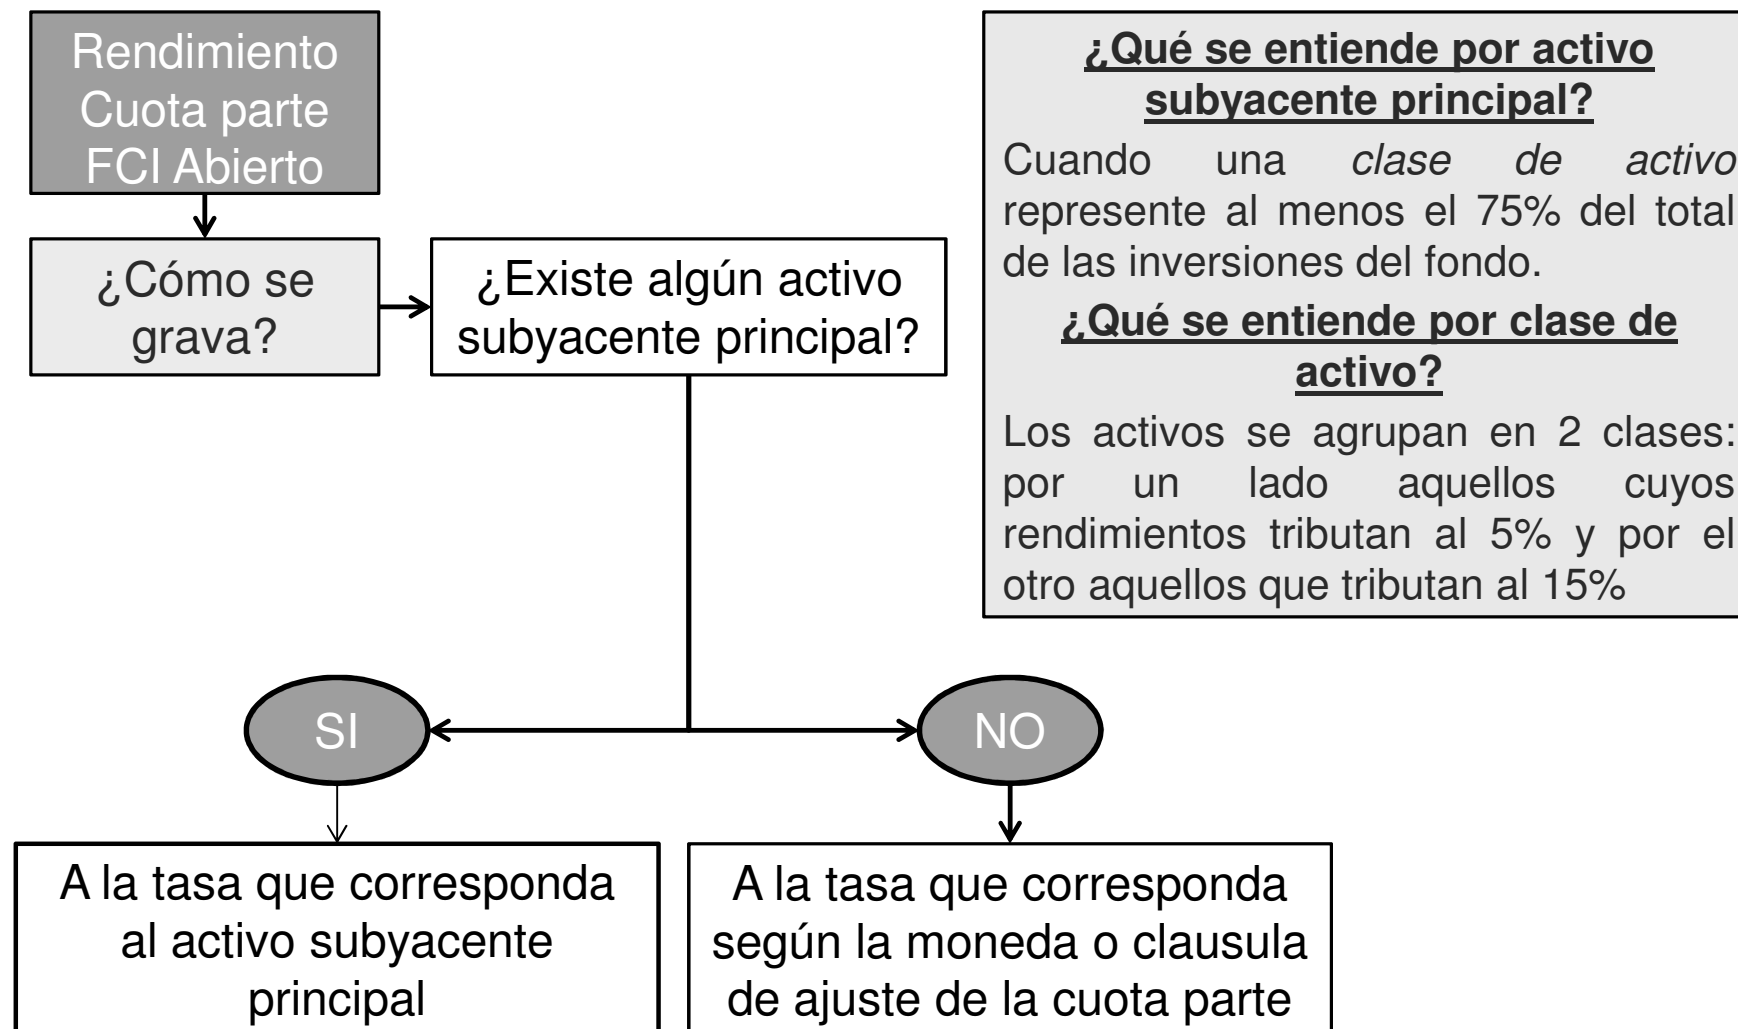 Rendimiento
Cuota parte
FCI Abierto
¿Cómo se
grava?
¿Existe algún activo
subyacente principal?
¿Qué se entiende por activo
subyacente principal?
Cuando una clase de activo
represente al menos el 75% del total
de las inversiones del fondo.
¿Qué se entiende por clase de
activo?
Los activos se agrupan en 2 clases:
por un lado aquellos cuyos
rendimientos tributan al 5% y por el
otro aquellos que tributan al 15%
SI
NO
A la tasa que corresponda
al activo subyacente
principal
A la tasa que corresponda
según la moneda o clausula
de ajuste de la cuota parte